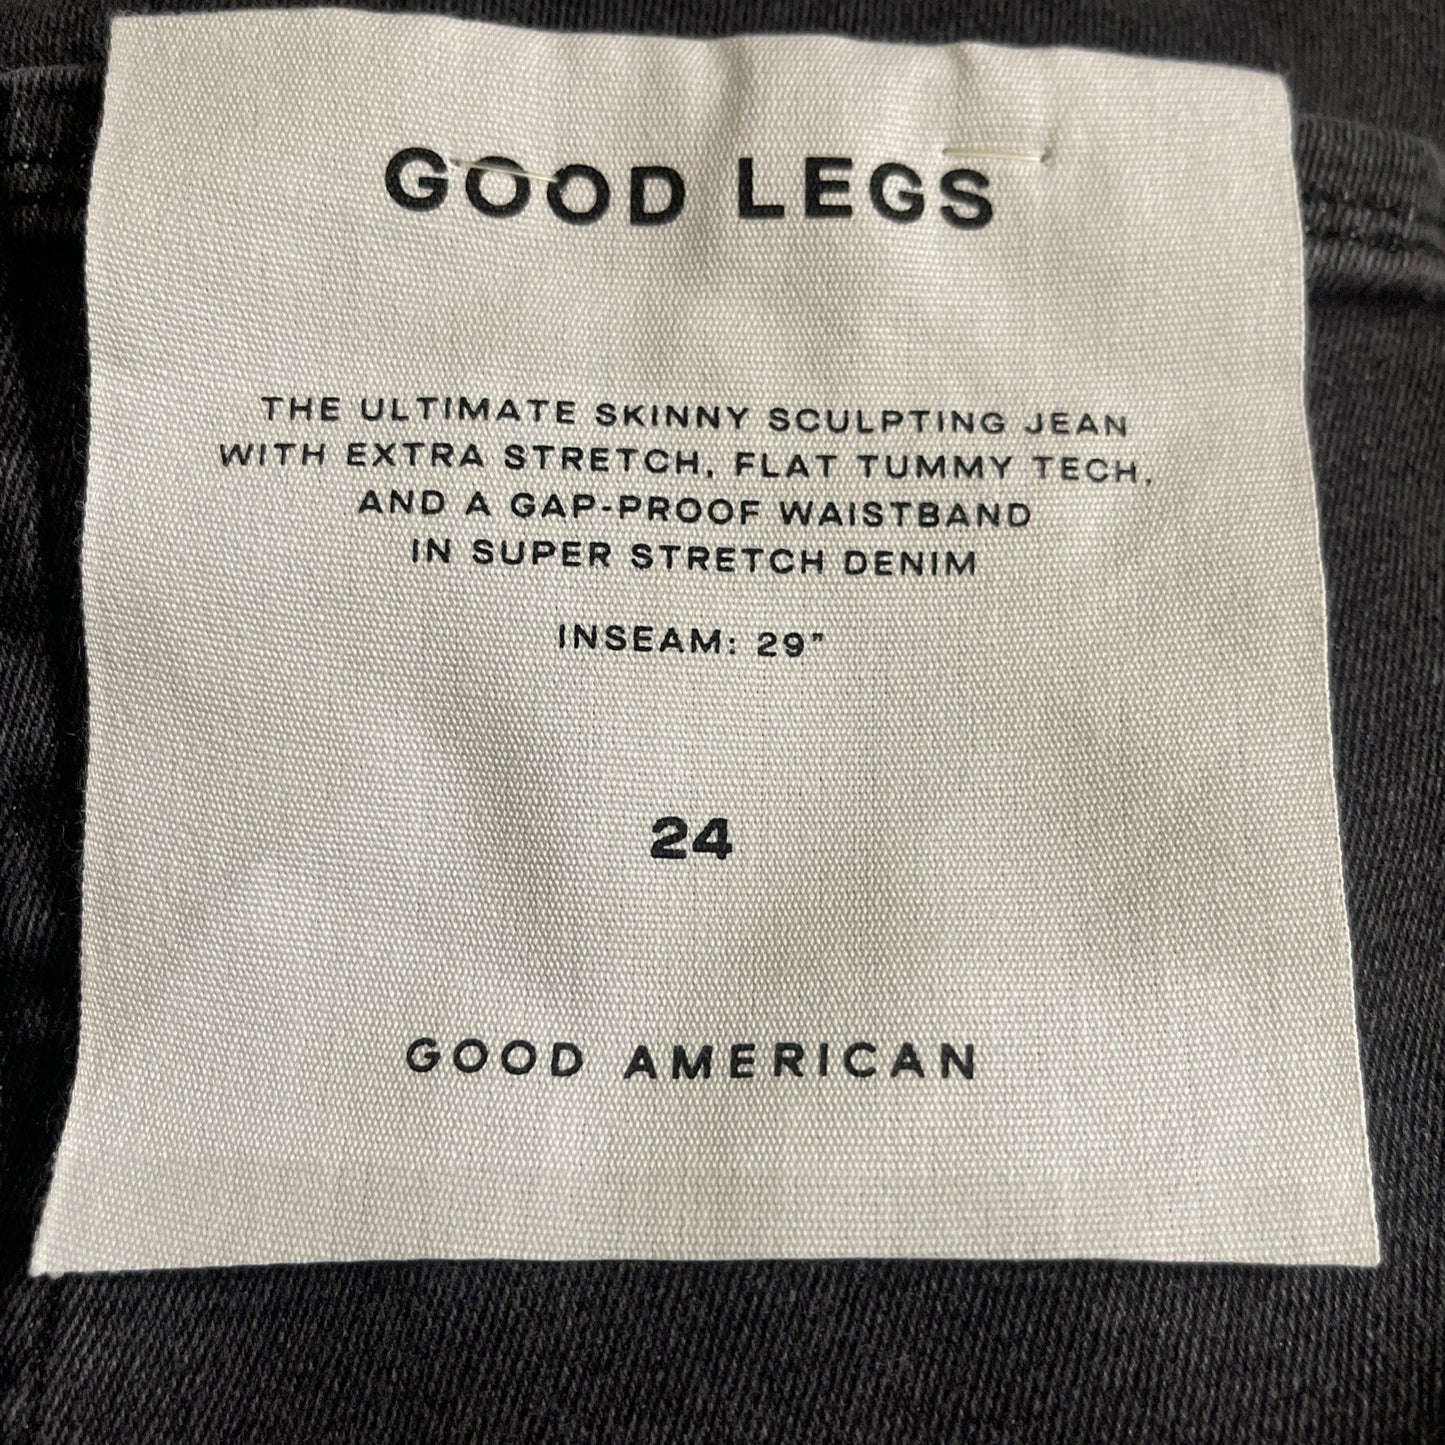 GOOD LEGS
THE ULTIMATE SKINNY SCULPTING JEAN
WITH EXTRA STRETCH, FLAT TUMMY TECH,
AND A GAP-PROOF WAISTBAND
IN SUPER STRETCH DENIM
INSEAM: 29"
24
GOOD AMERICAN